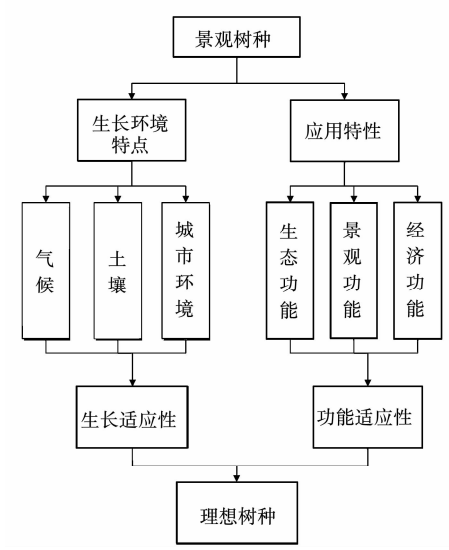 景观树种
生长环境
特点
应用特性
气候
土壤
城市环境
生态功能
景观功能
经济功能
生长适应性
功能适应性
理想树种